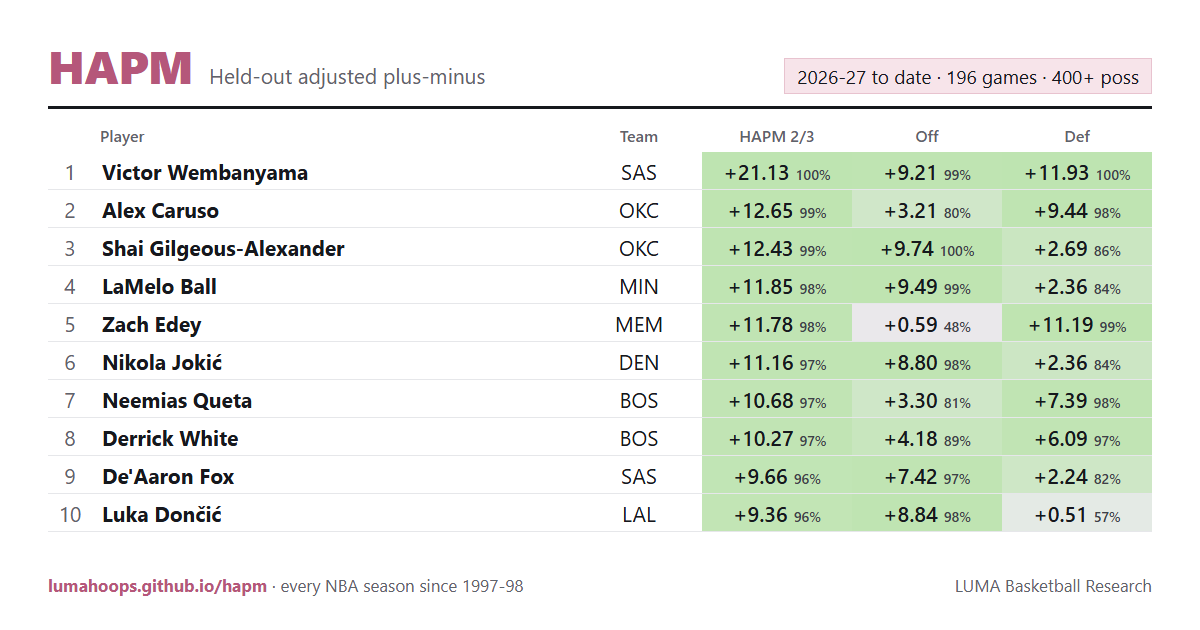 HAPM Held-out adjusted plus-minus 2026-27 to date · 196 games · 400+ poss
Player Team HAPM 2/3 Off Def
1 Victor Wembanyama SAS +21.13 100% +9.21 99% +11.93 100%
2 Alex Caruso OKC +12.65 99% +3.21 80% +9.44 98%
3 Shai Gilgeous-Alexander OKC +12.43 99% +9.74 100% +2.69 86%
4 LaMelo Ball MIN +11.85 98% +9.49 99% +2.36 84%
5 Zach Edey MEM +11.78 98% +0.59 48% +11.19 99%
6 Nikola Jokić DEN +11.16 97% +8.80 98% +2.36 84%
7 Neemias Queta BOS +10.68 97% +3.30 81% +7.39 98%
8 Derrick White BOS +10.27 97% +4.18 89% +6.09 97%
9 De'Aaron Fox SAS +9.66 96% +7.42 97% +2.24 82%
10 Luka Dončić LAL +9.36 96% +8.84 98% +0.51 57%
lumahoops.github.io/hapm · every NBA season since 1997-98 LUMA Basketball Research